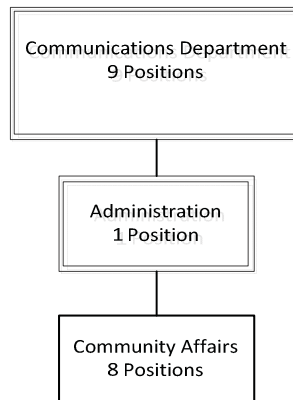 Communications Department
9 Positions
Administration
1 Position
Community Affairs
8 Positions